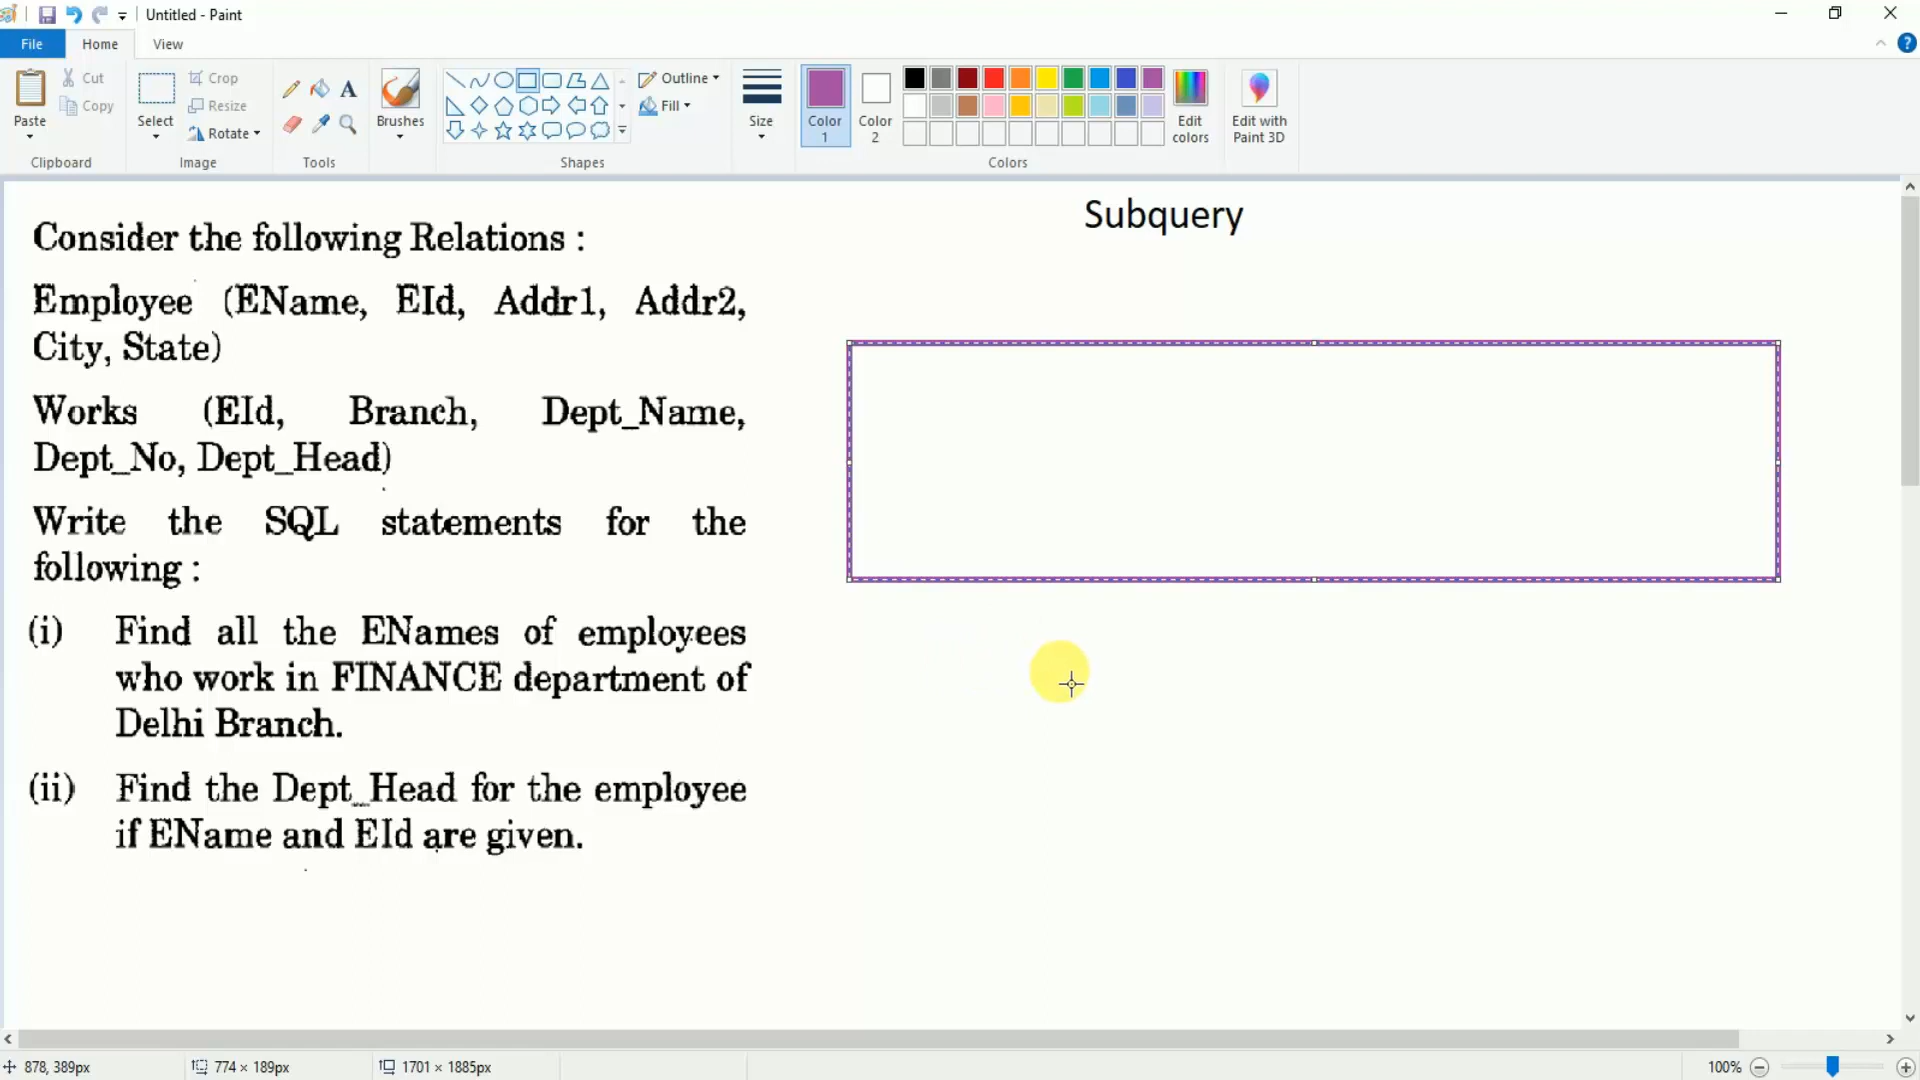 Untitled - Paint
File
Home
View
Paste
Cut
Copy
Clipboard
Select
Crop
Resize
Rotate
Image
Tools
Brushes
Shapes
Outline
Fill
Size
Color
1
Color
2
Edit
colors
Edit with
Paint 3D
Colors
Subquery
Consider the following Relations :
Employee (EName, EId, Addr1, Addr2,
City, State)
Works (EId, Branch, Dept_Name,
Dept_No, Dept_Head)
Write the SQL statements for the
following :
(i) Find all the ENames of employees
who work in FINANCE department of
Delhi Branch.
(ii) Find the Dept_Head for the employee
if EName and EId are given.
878, 389px
774 × 189px
1701 × 1885px
100%